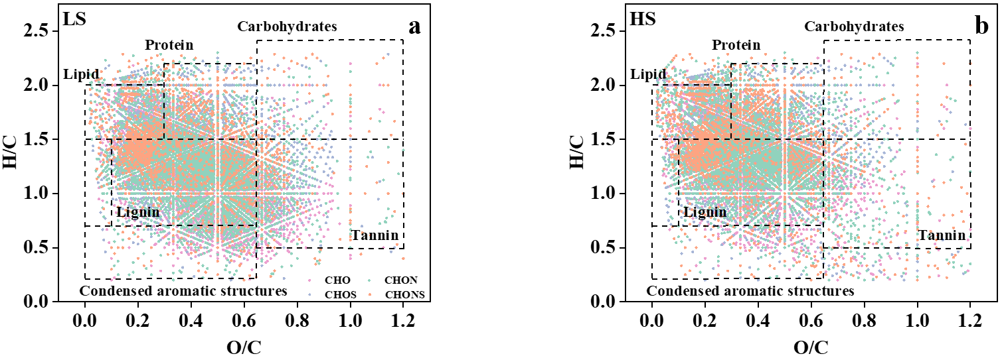 LS
a
Carbohydrates
Protein
Lipid
Lignin
Tannin
Condensed aromatic structures
CHO
CHON
CHOS
CHONS
2.5
2.0
1.5
1.0
0.5
0.0
H/C
0.0 0.2 0.4 0.6 0.8 1.0 1.2
O/C
HS
b
Carbohydrates
Protein
Lipid
Lignin
Tannin
Condensed aromatic structures
2.5
2.0
1.5
1.0
0.5
0.0
H/C
0.0 0.2 0.4 0.6 0.8 1.0 1.2
O/C